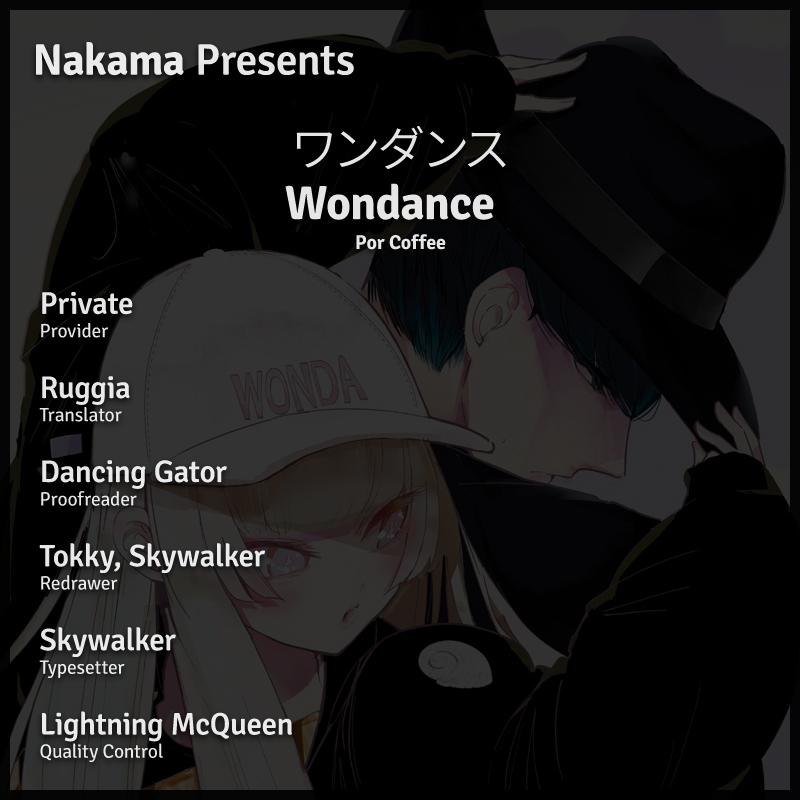 Nakama Presents
ワンダンス
Wondance
Por Coffee
Private
Provider
Ruggia
Translator
WONDA
Dancing Gator
Proofreader
Tokky, Skywalker
Redrawer
Skywalker
Typesetter
Lightning McQueen
Quality Control